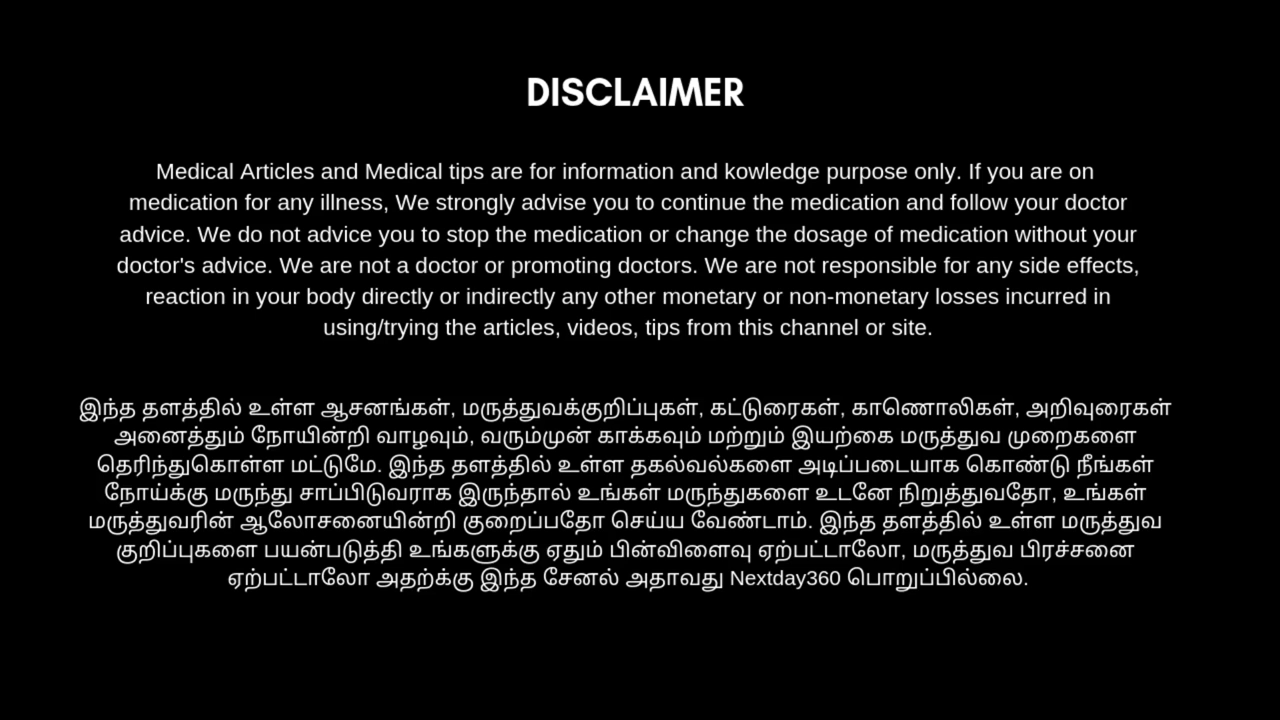 DISCLAIMER
Medical Articles and Medical tips are for information and kowledge purpose only. If you are on
medication for any illness, We strongly advise you to continue the medication and follow your doctor
advice. We do not advice you to stop the medication or change the dosage of medication without your
doctor's advice. We are not a doctor or promoting doctors. We are not responsible for any side effects,
reaction in your body directly or indirectly any other monetary or non-monetary losses incurred in
using/trying the articles, videos, tips from this channel or site.
இந்த தளத்தில் உள்ள ஆசனங்கள், மருத்துவக்குறிப்புகள், கட்டுரைகள், காணொலிகள், அறிவுரைகள்
அனைத்தும் நோயின்றி வாழவும், வரும்முன் காக்கவும் மற்றும் இயற்கை மருத்துவ முறைகளை
தெரிந்துகொள்ள மட்டுமே. இந்த தளத்தில் உள்ள தகல்வல்களை அடிப்படையாக கொண்டு நீங்கள்
நோய்க்கு மருந்து சாப்பிடுவராக இருந்தால் உங்கள் மருந்துகளை உடனே நிறுத்துவதோ, உங்கள்
மருத்துவரின் ஆலோசனையின்றி குறைப்பதோ செய்ய வேண்டாம். இந்த தளத்தில் உள்ள மருத்துவ
குறிப்புகளை பயன்படுத்தி உங்களுக்கு ஏதும் பின்விளைவு ஏற்பட்டாலோ, மருத்துவ பிரச்சனை
ஏற்பட்டாலோ அதற்க்கு இந்த சேனல் அதாவது Nextday360 பொறுப்பில்லை.